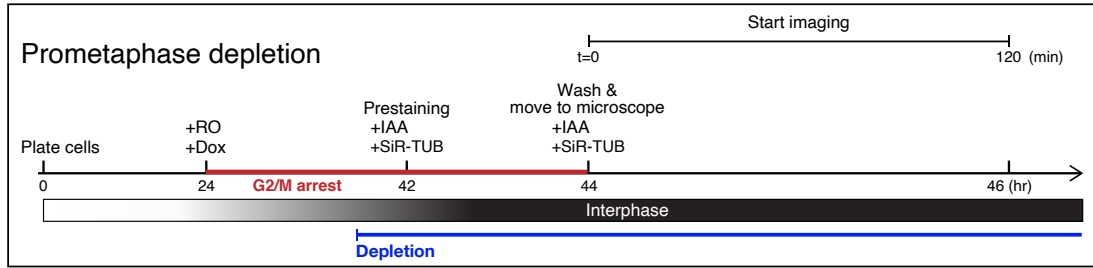 Start imaging
Prometaphase depletion
t=0
120 (min)
Wash &
move to microscope
Prestaining
+RO
+IAA
+IAA
Plate cells
+Dox
+SiR-TUB
+SiR-TUB
0
24
G2/M arrest
42
44
46 (hr)
Interphase
Depletion